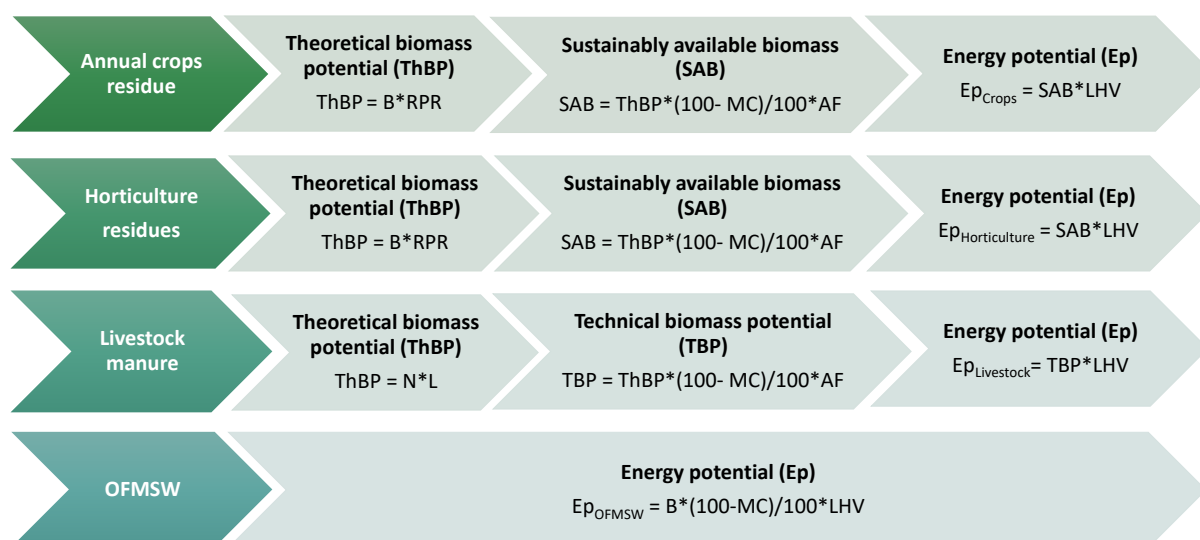 Annual crops
residue
Theoretical biomass
potential (ThBP)
ThBP = B*RPR
Sustainably available biomass
(SAB)
SAB = ThBP*(100- MC)/100*AF
Energy potential (Ep)
EpCrops = SAB*LHV
Horticulture
residues
Theoretical biomass
potential (ThBP)
ThBP = B*RPR
Sustainably available biomass
(SAB)
SAB = ThBP*(100- MC)/100*AF
Energy potential (Ep)
EpHorticulture = SAB*LHV
Livestock
manure
Theoretical biomass
potential (ThBP)
ThBP = N*L
Technical biomass potential
(TBP)
TBP = ThBP*(100- MC)/100*AF
Energy potential (Ep)
EpLivestock= TBP*LHV
OFMSW
Energy potential (Ep)
EpOFMSW = B*(100-MC)/100*LHV